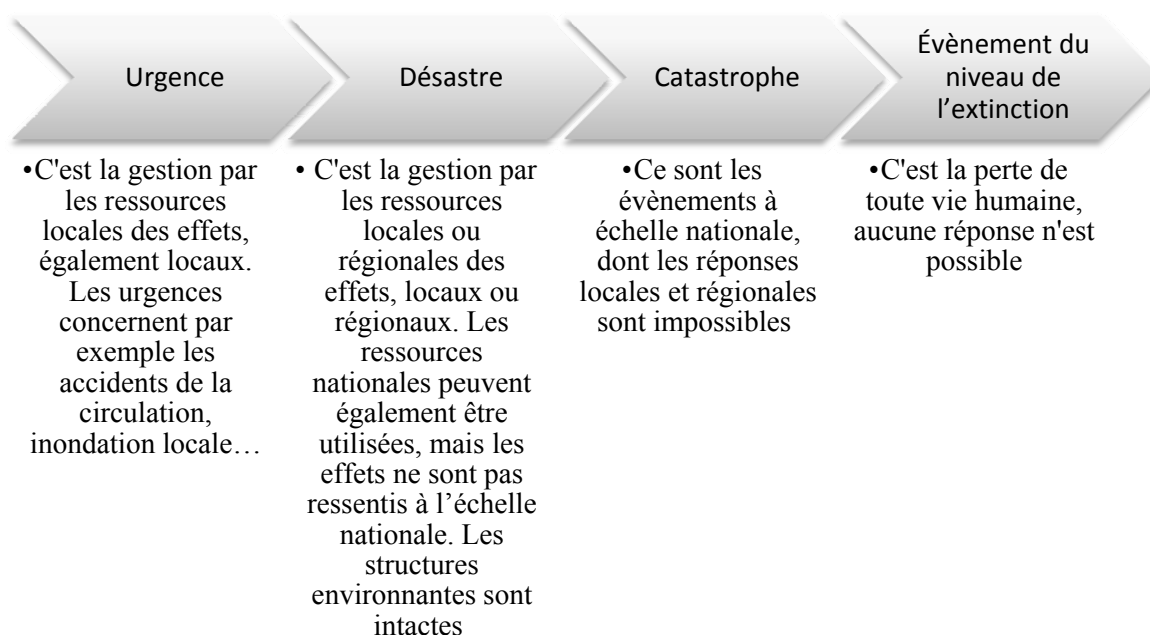 Urgence
•C'est la gestion par
les ressources
locales des effets,
également locaux.
Les urgences
concernent par
exemple les
accidents de la
circulation,
inondation locale…
Désastre
• C'est la gestion par
les ressources
locales ou
régionales des
effets, locaux ou
régionaux. Les
ressources
nationales peuvent
également être
utilisées, mais les
effets ne sont pas
ressentis à l’échelle
nationale. Les
structures
environnantes sont
intactes
Catastrophe
•Ce sont les
évènements à
échelle nationale,
dont les réponses
locales et régionales
sont impossibles
Évènement du
niveau de
l’extinction
•C'est la perte de
toute vie humaine,
aucune réponse n'est
possible